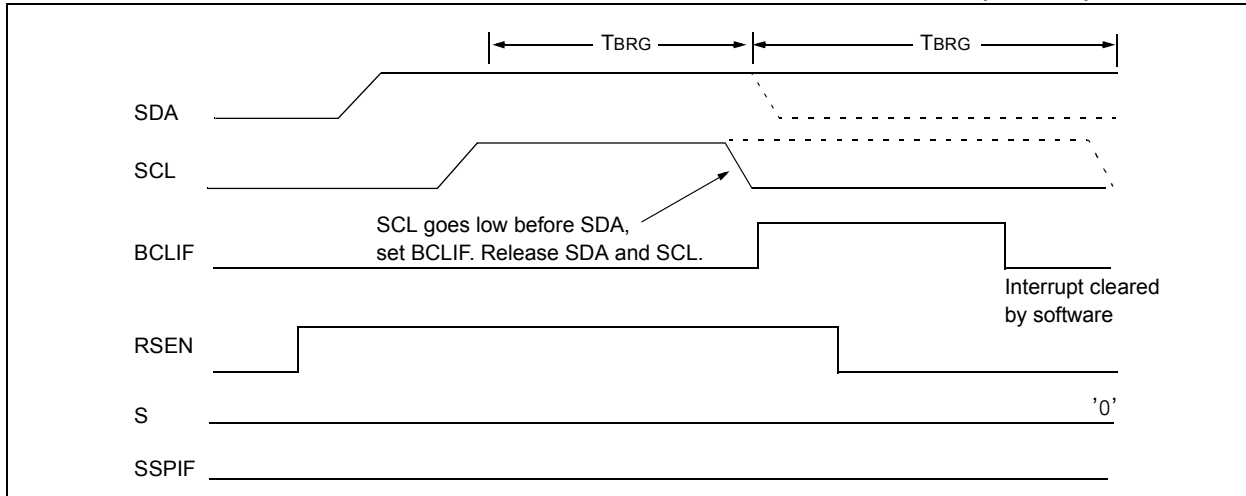 TBRG
TBRG
SDA
SCL
SCL goes low before SDA,
set BCLIF. Release SDA and SCL.
BCLIF
Interrupt cleared
by software
RSEN
S
'0'
SSPIF